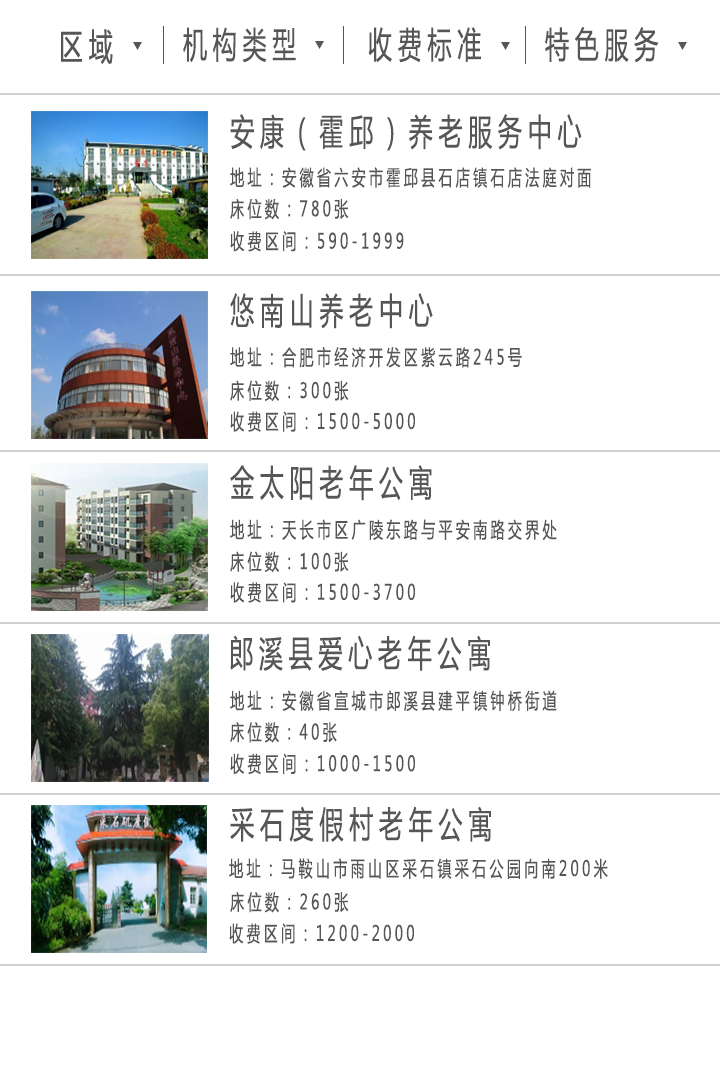 区域 机构类型 收费标准 特色服务
安康（霍邱）养老服务中心
地址：安徽省六安市霍邱县石店镇石店法庭对面
床位数：780张
收费区间：590-1999
悠南山养老中心
地址：合肥市经济开发区紫云路245号
床位数：300张
收费区间：1500-5000
金太阳老年公寓
地址：天长市区广陵东路与平安南路交界处
床位数：100张
收费区间：1500-3700
郎溪县爱心老年公寓
地址：安徽省宣城市郎溪县建平镇钟桥街道
床位数：40张
收费区间：1000-1500
采石度假村老年公寓
地址：马鞍山市雨山区采石镇采石公园向南200米
床位数：260张
收费区间：1200-2000